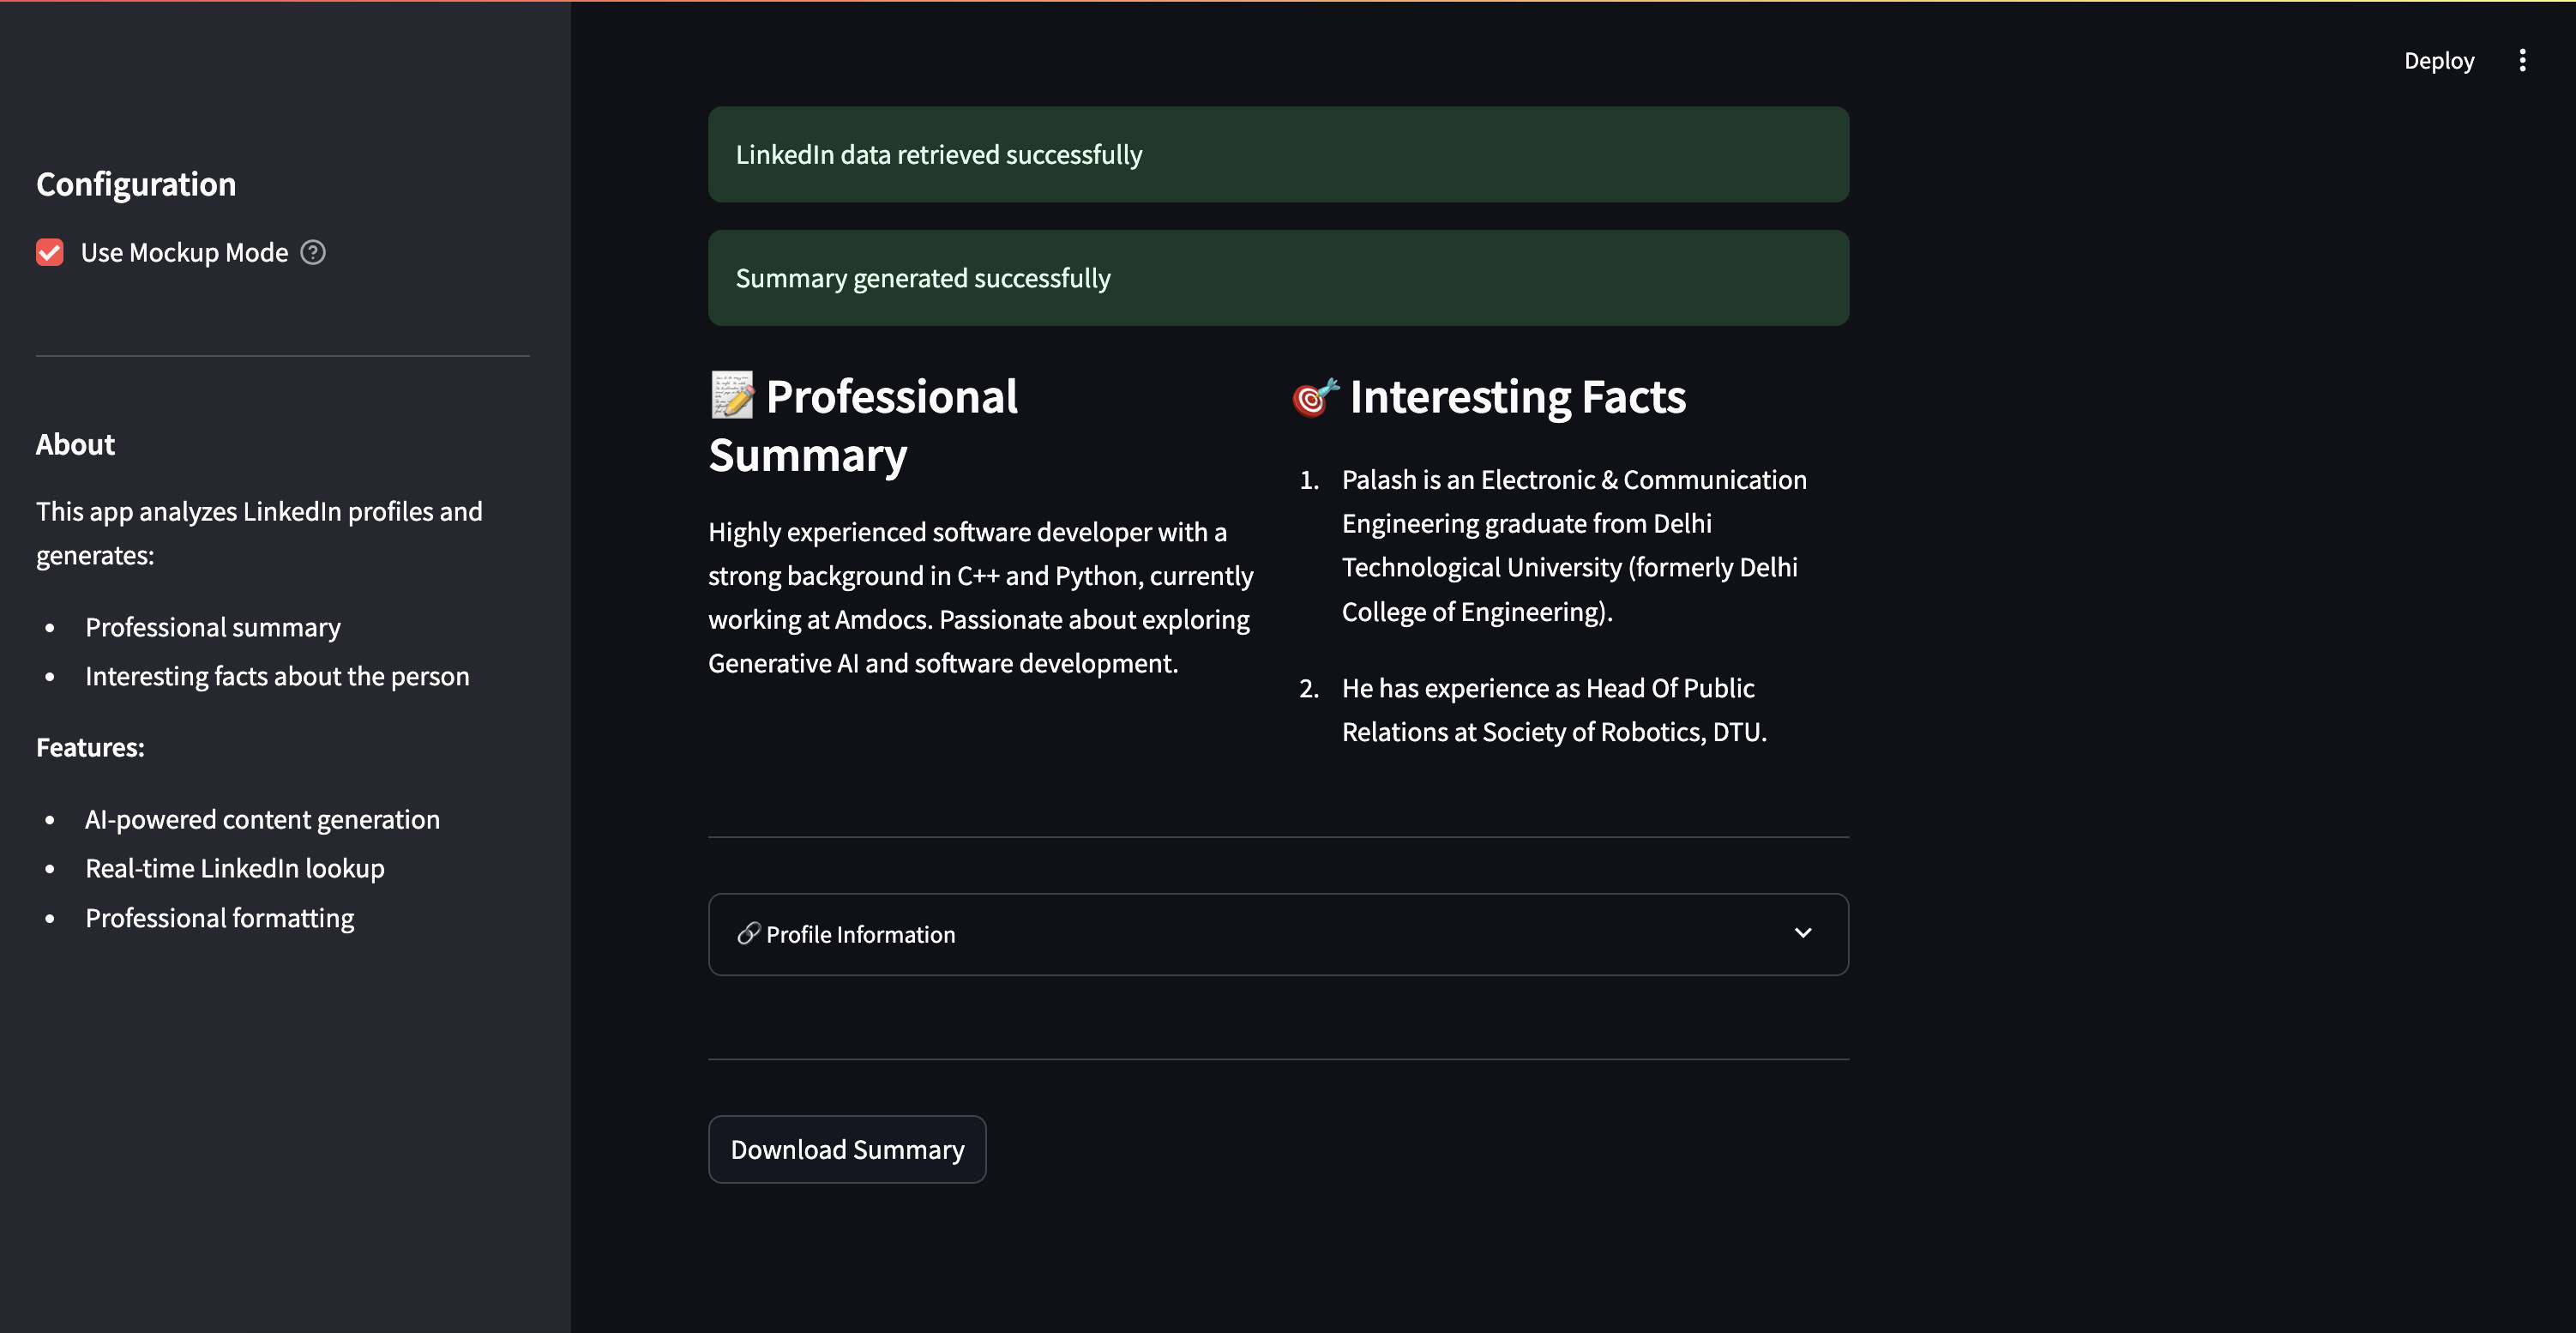 Deploy
Configuration
Use Mockup Mode
About
This app analyzes LinkedIn profiles and
generates:
• Professional summary
• Interesting facts about the person
Features:
• AI-powered content generation
• Real-time LinkedIn lookup
• Professional formatting
LinkedIn data retrieved successfully
Summary generated successfully
📝 Professional
Summary
Highly experienced software developer with a
strong background in C++ and Python, currently
working at Amdocs. Passionate about exploring
Generative AI and software development.
🎯 Interesting Facts
1. Palash is an Electronic & Communication
Engineering graduate from Delhi
Technological University (formerly Delhi
College of Engineering).
2. He has experience as Head Of Public
Relations at Society of Robotics, DTU.
🔗 Profile Information
Download Summary